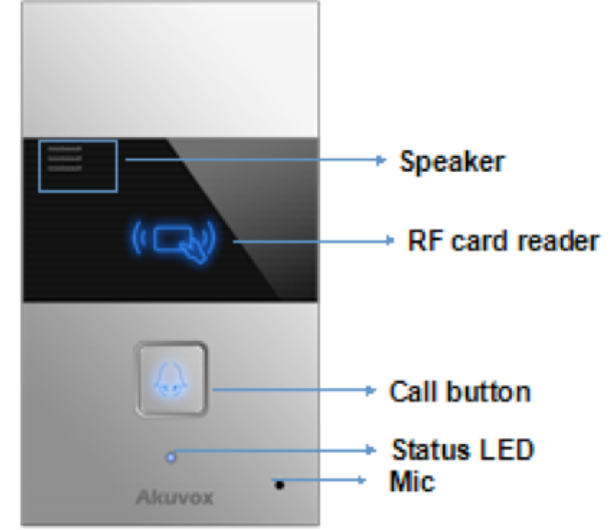 Speaker
RF card reader
Call button
Status LED
Mic
Akuvox